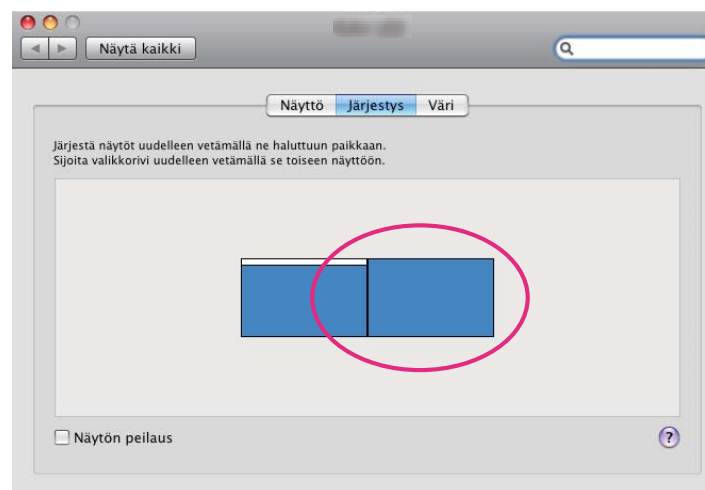 Näytä kaikki
Näyttö Järjestys Väri
Järjestä näytöt uudelleen vetämällä ne haluttuun paikkaan.
Sijoita valikkorivi uudelleen vetämällä se toiseen näyttöön.
Näytön peilaus
?